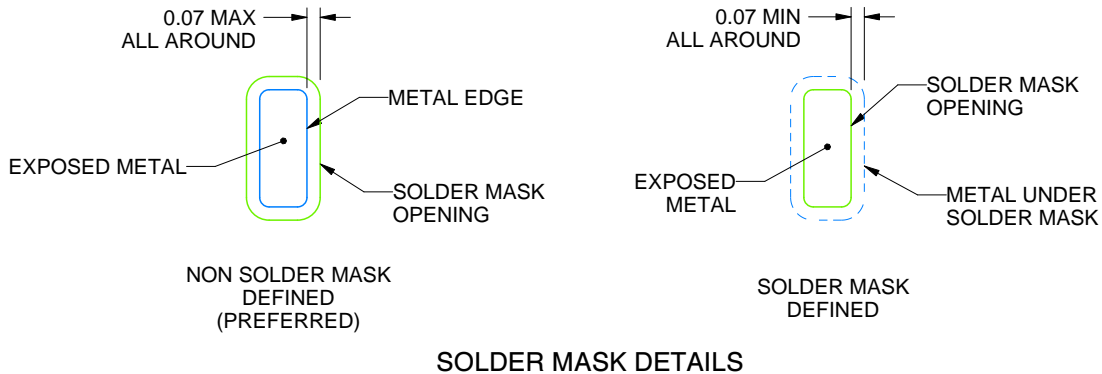 0.07 MAX
ALL AROUND
METAL EDGE
EXPOSED METAL
SOLDER MASK
OPENING
NON SOLDER MASK
DEFINED
(PREFERRED)
0.07 MIN
ALL AROUND
SOLDER MASK
OPENING
EXPOSED
METAL
METAL UNDER
SOLDER MASK
SOLDER MASK
DEFINED
SOLDER MASK DETAILS